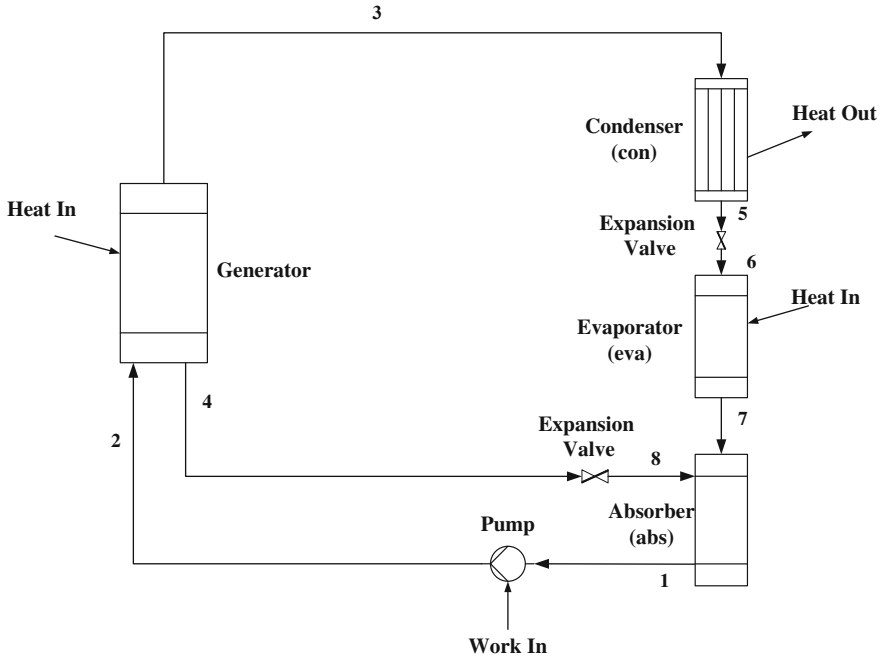 3
Condenser
(con)
Heat Out
5
Expansion
Valve
6
Heat In
Generator
Evaporator
(eva)
Heat In
7
4
2
Expansion
Valve
8
Absorber
(abs)
Pump
1
Work In